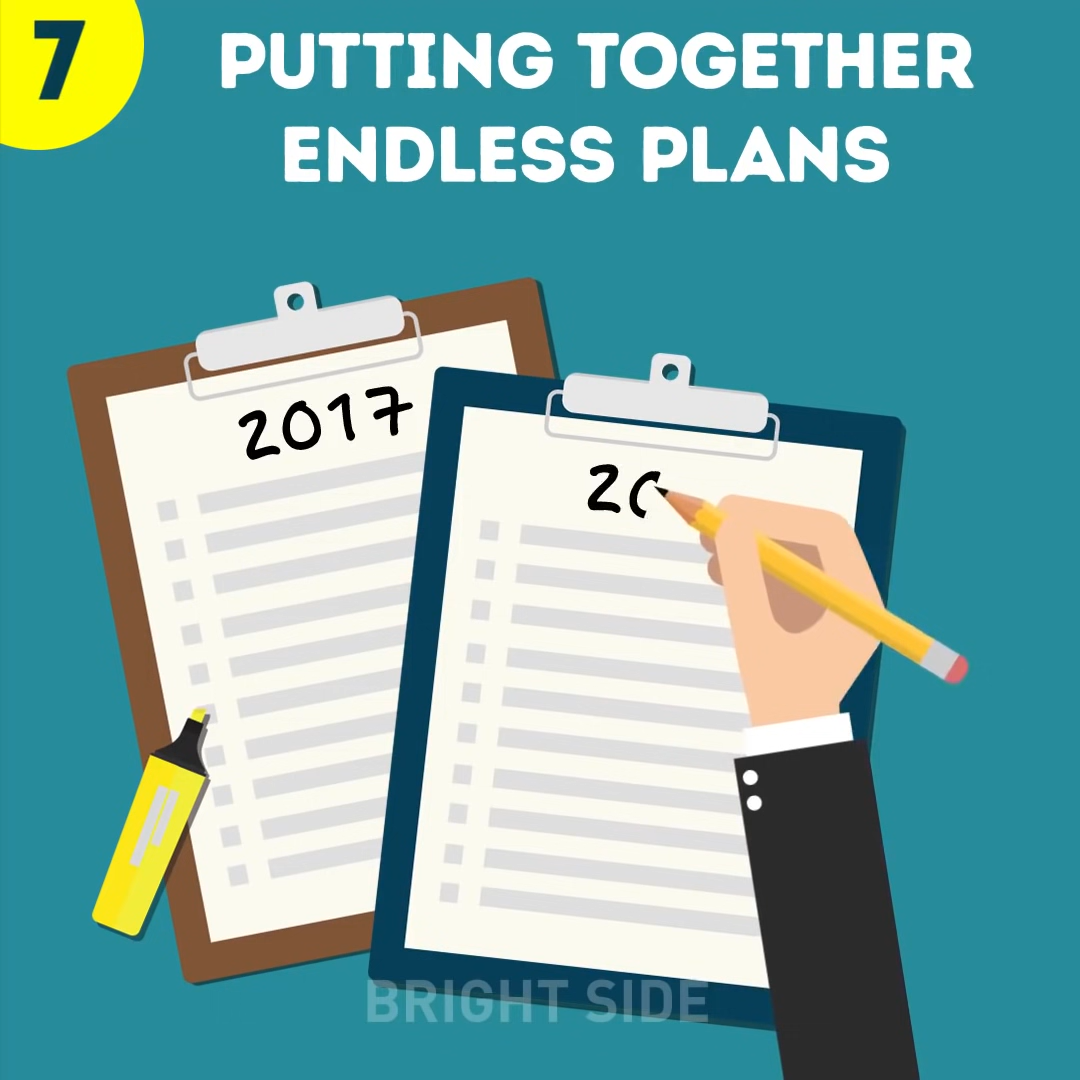 7
PUTTING TOGETHER
ENDLESS PLANS
2017
20
BRIGHT SIDE